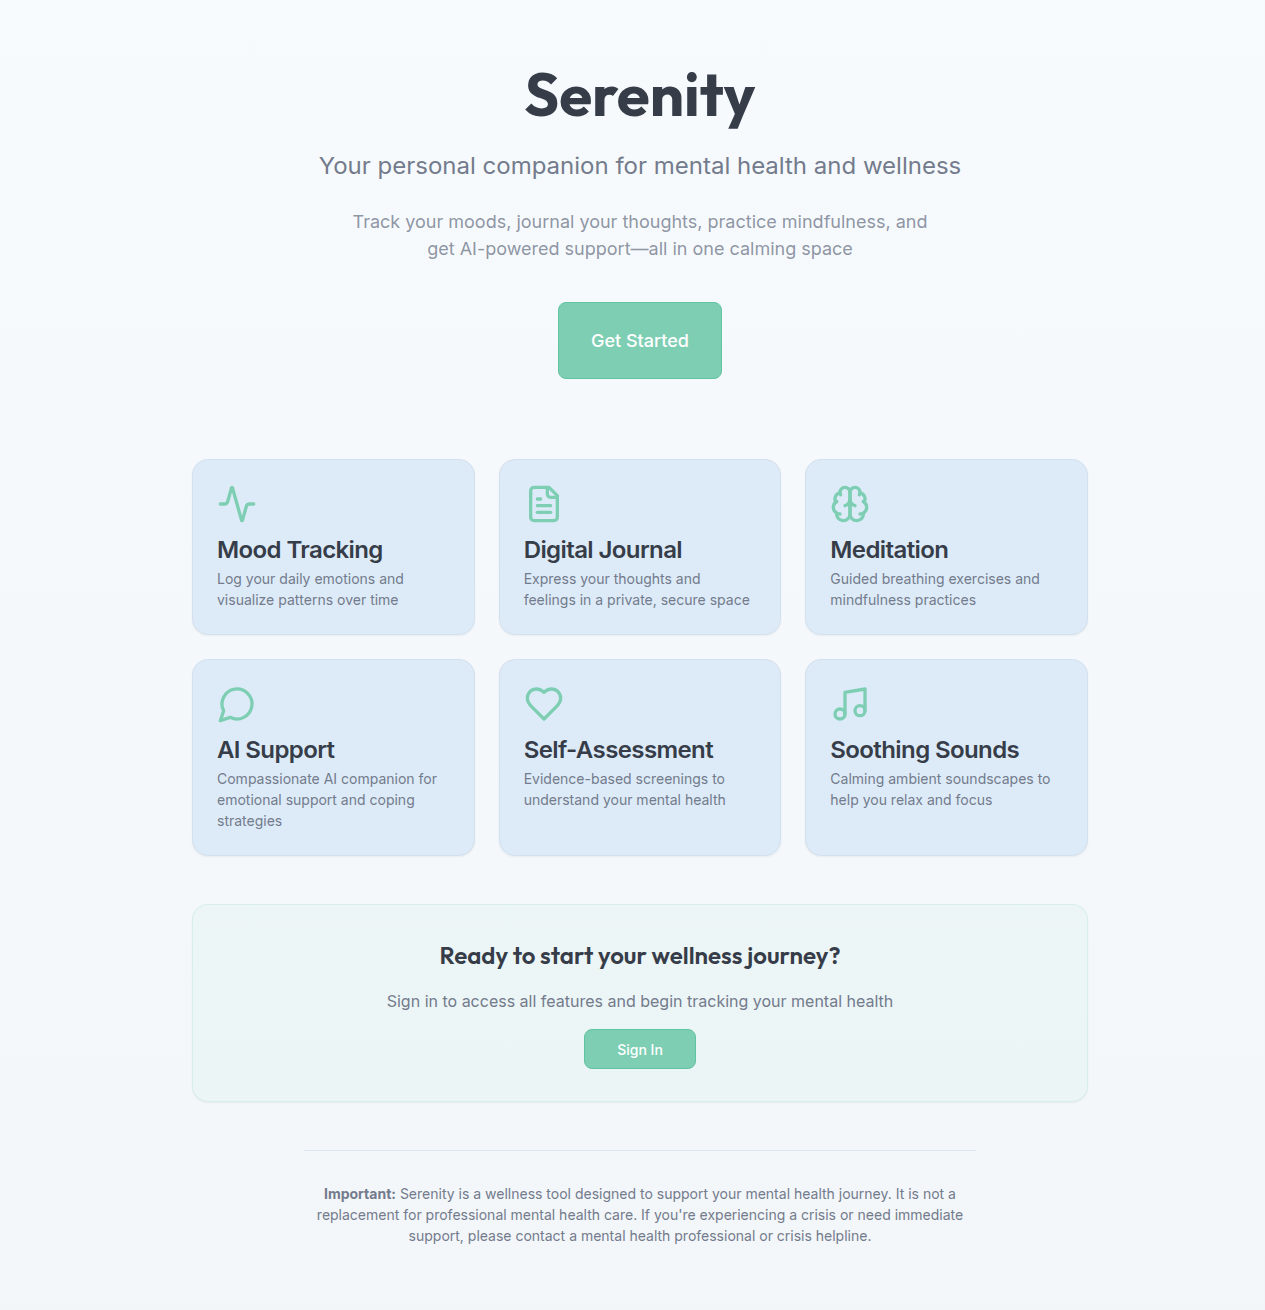 Serenity
Your personal companion for mental health and wellness
Track your moods, journal your thoughts, practice mindfulness, and
get AI-powered support—all in one calming space
Get Started
Mood Tracking
Log your daily emotions and
visualize patterns over time
Digital Journal
Express your thoughts and
feelings in a private, secure space
Meditation
Guided breathing exercises and
mindfulness practices
AI Support
Compassionate AI companion for
emotional support and coping
strategies
Self-Assessment
Evidence-based screenings to
understand your mental health
Soothing Sounds
Calming ambient soundscapes to
help you relax and focus
Ready to start your wellness journey?
Sign in to access all features and begin tracking your mental health
Sign In
Important: Serenity is a wellness tool designed to support your mental health journey. It is not a
replacement for professional mental health care. If you're experiencing a crisis or need immediate
support, please contact a mental health professional or crisis helpline.